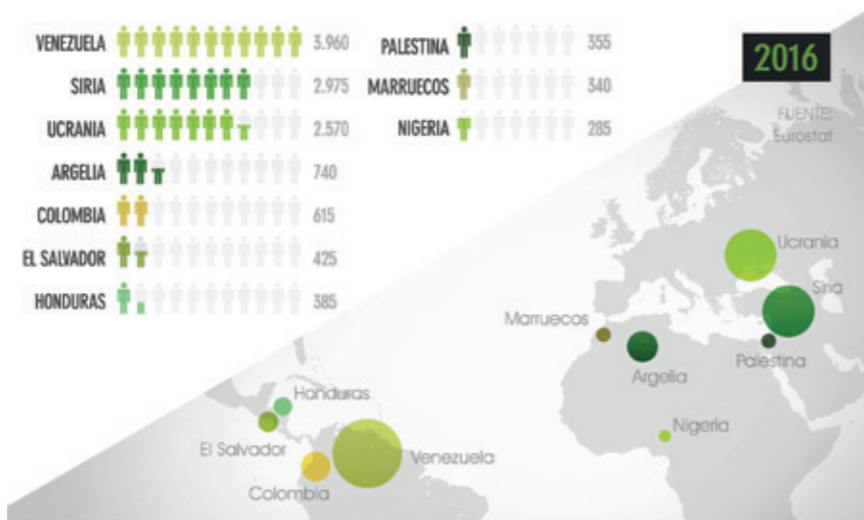 VENEZUELA 3.960
SIRIA 2.975
UCRANIA 2.570
ARGELIA 740
COLOMBIA 615
EL SALVADOR 425
HONDURAS 385
PALESTINA 355
MARRUECOS 340
NIGERIA 285
2016
FUENTE:
Eurostat
Ucrania
Siria
Marruecos
Argelia
Palestina
Honduras
Nigeria
El Salvador
Venezuela
Colombia